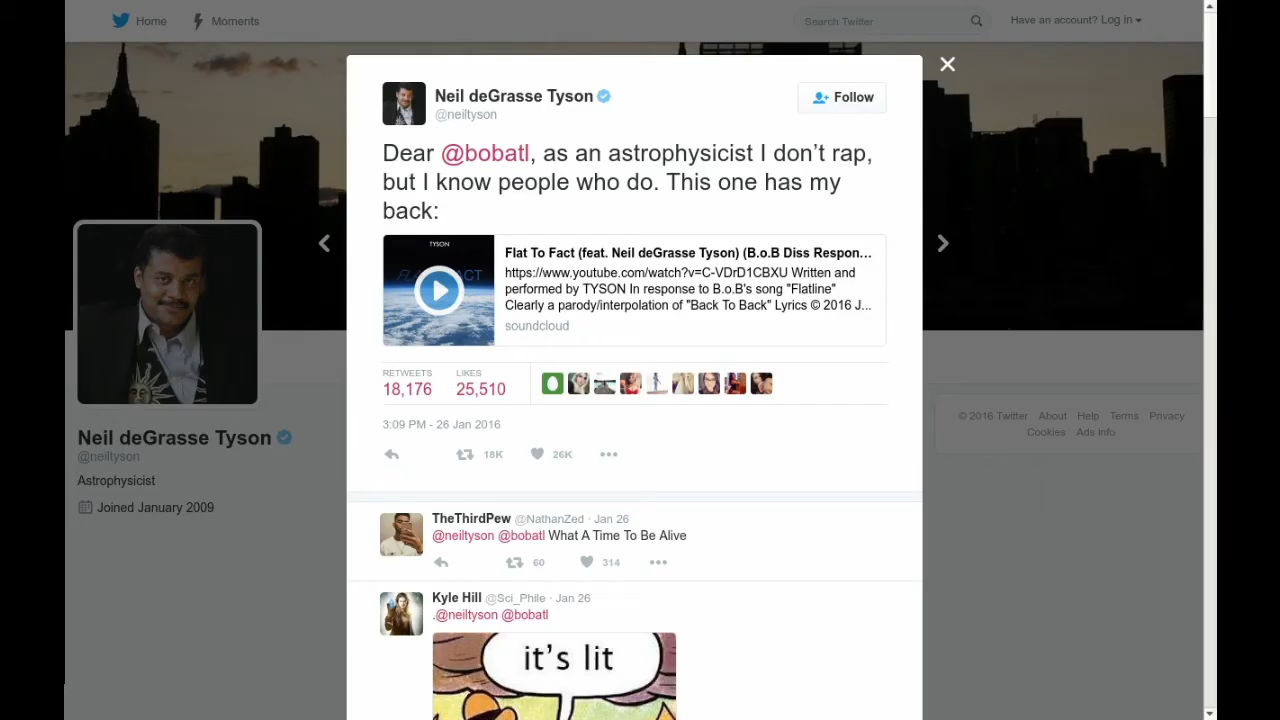 Home
Moments
Search Twitter
Have an account? Log in
Neil deGrasse Tyson
@neiltyson
Follow
Dear @bobatl, as an astrophysicist I don’t rap,
but I know people who do. This one has my
back:
TYSON
Flat To Fact (feat. Neil deGrasse Tyson) (B.o.B Diss Respon...
https://www.youtube.com/watch?v=C-VDrD1CBXU Written and
performed by TYSON In response to B.o.B's song "Flatline"
Clearly a parody/interpolation of "Back To Back" Lyrics © 2016 J...
soundcloud
RETWEETS
18,176
LIKES
25,510
3:09 PM - 26 Jan 2016
18K
26K
Neil deGrasse Tyson
@neiltyson
Astrophysicist
Joined January 2009
© 2016 Twitter About Help Terms Privacy
Cookies Ads info
TheThirdPew @NathanZed · Jan 26
@neiltyson @bobatl What A Time To Be Alive
60
314
Kyle Hill @Sci_Phile · Jan 26
.@neiltyson @bobatl
it's lit